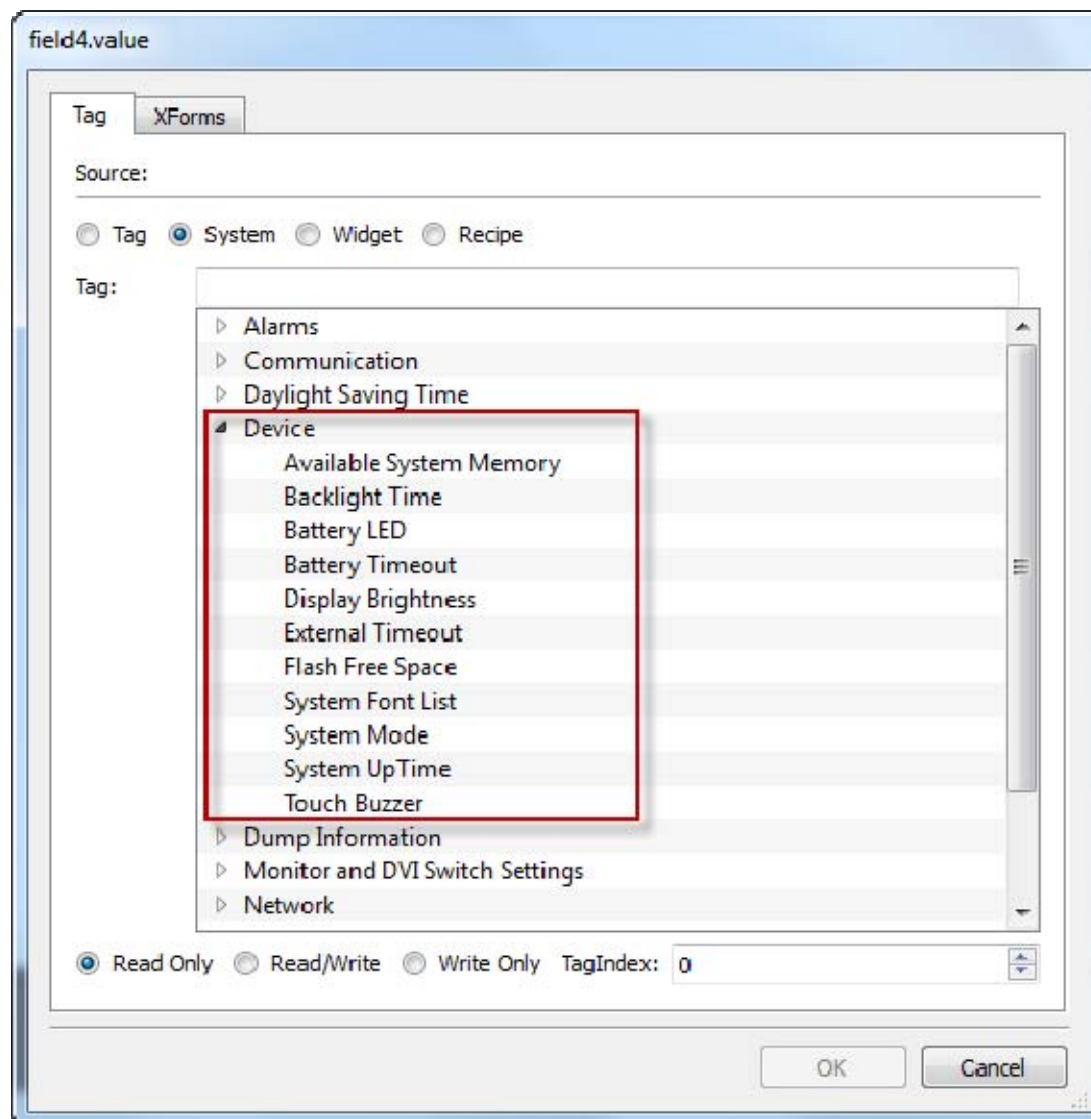 field4.value
Tag XForms
Source:
Tag System Widget Recipe
Tag:
Alarms
Communication
Daylight Saving Time
Device
Available System Memory
Backlight Time
Battery LED
Battery Timeout
Display Brightness
External Timeout
Flash Free Space
System Font List
System Mode
System UpTime
Touch Buzzer
Dump Information
Monitor and DVI Switch Settings
Network
Read Only Read/Write Write Only TagIndex: 0
OK Cancel